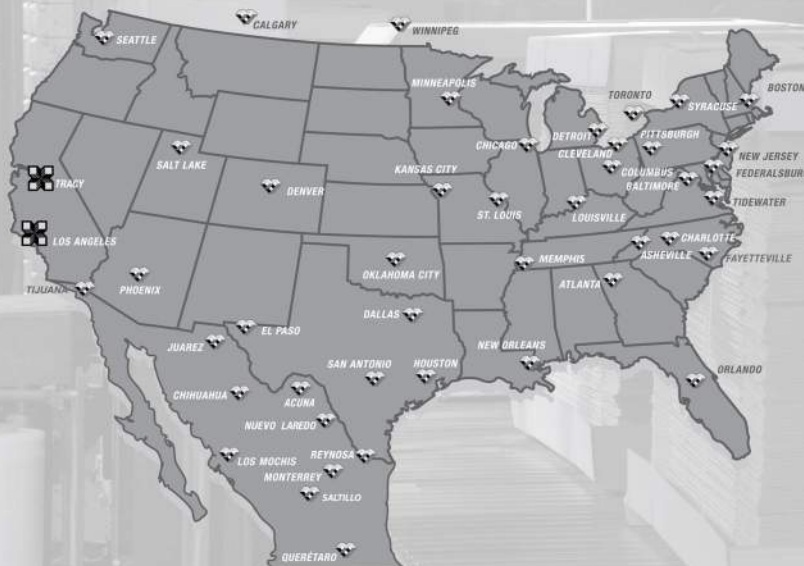 CALGARY
WINNIPEG
SEATTLE
MINNEAPOLIS
TORONTO
BOSTON
SYRACUSE
DETROIT
PITTSBURGH
CHICAGO
CLEVELAND
NEW JERSEY
SALT LAKE
KANSAS CITY
COLUMBUS
FEDERALSBURG
TRACY
DENVER
BALTIMORE
ST. LOUIS
LOUISVILLE
TIDEWATER
LOS ANGELES
CHARLOTTE
MEMPHIS
ASHEVILLE
FAYETTEVILLE
OKLAHOMA CITY
TIJUANA
PHOENIX
ATLANTA
DALLAS
EL PASO
JUAREZ
NEW ORLEANS
SAN ANTONIO
HOUSTON
ORLANDO
CHIHUAHUA
ACUNA
NUEVO LAREDO
LOS MOCHIS
REYNOSA
MONTERREY
SALTILLO
QUERÉTARO